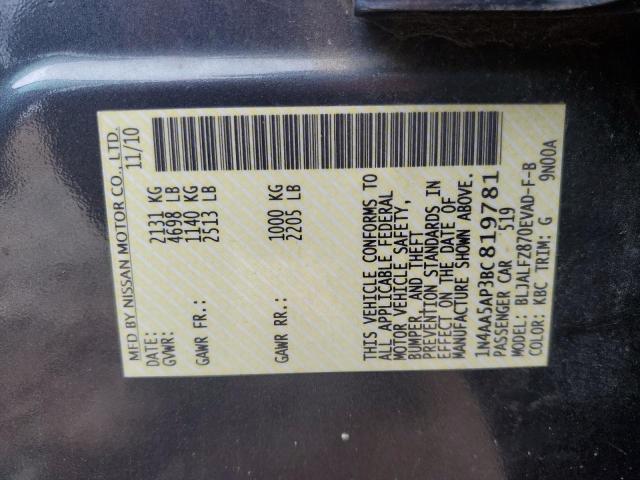 MFD BY NISSAN MOTOR CO., LTD.
DATE: 11/10
GVWR: 2131 KG
4698 LB
GAWR FR.: 1140 KG
2513 LB
GAWR RR.: 1000 KG
2205 LB
THIS VEHICLE CONFORMS TO
ALL APPLICABLE FEDERAL
MOTOR VEHICLE SAFETY,
BUMPER, AND THEFT
PREVENTION STANDARDS IN
EFFECT ON THE DATE OF
MANUFACTURE SHOWN ABOVE.
1N4AA5AP3BC819781
PASSENGER CAR 519
MODEL: BLJALFZ870EVAD-F-B
COLOR: KBC TRIM: G 9N00A